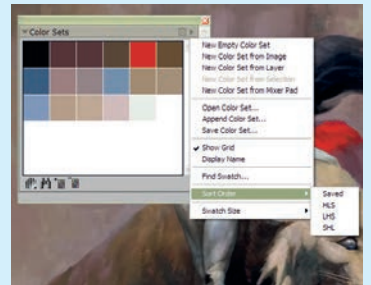 Color Sets
New Empty Color Set
New Color Set from Image
New Color Set from Layer
New Color Set from Selection
New Color Set from Mixer Pad
Open Color Set...
Append Color Set...
Save Color Set...
Show Grid
Display Name
Find Swatch...
Sort Order
Swatch Size
Saved
HLS
LHS
SHL